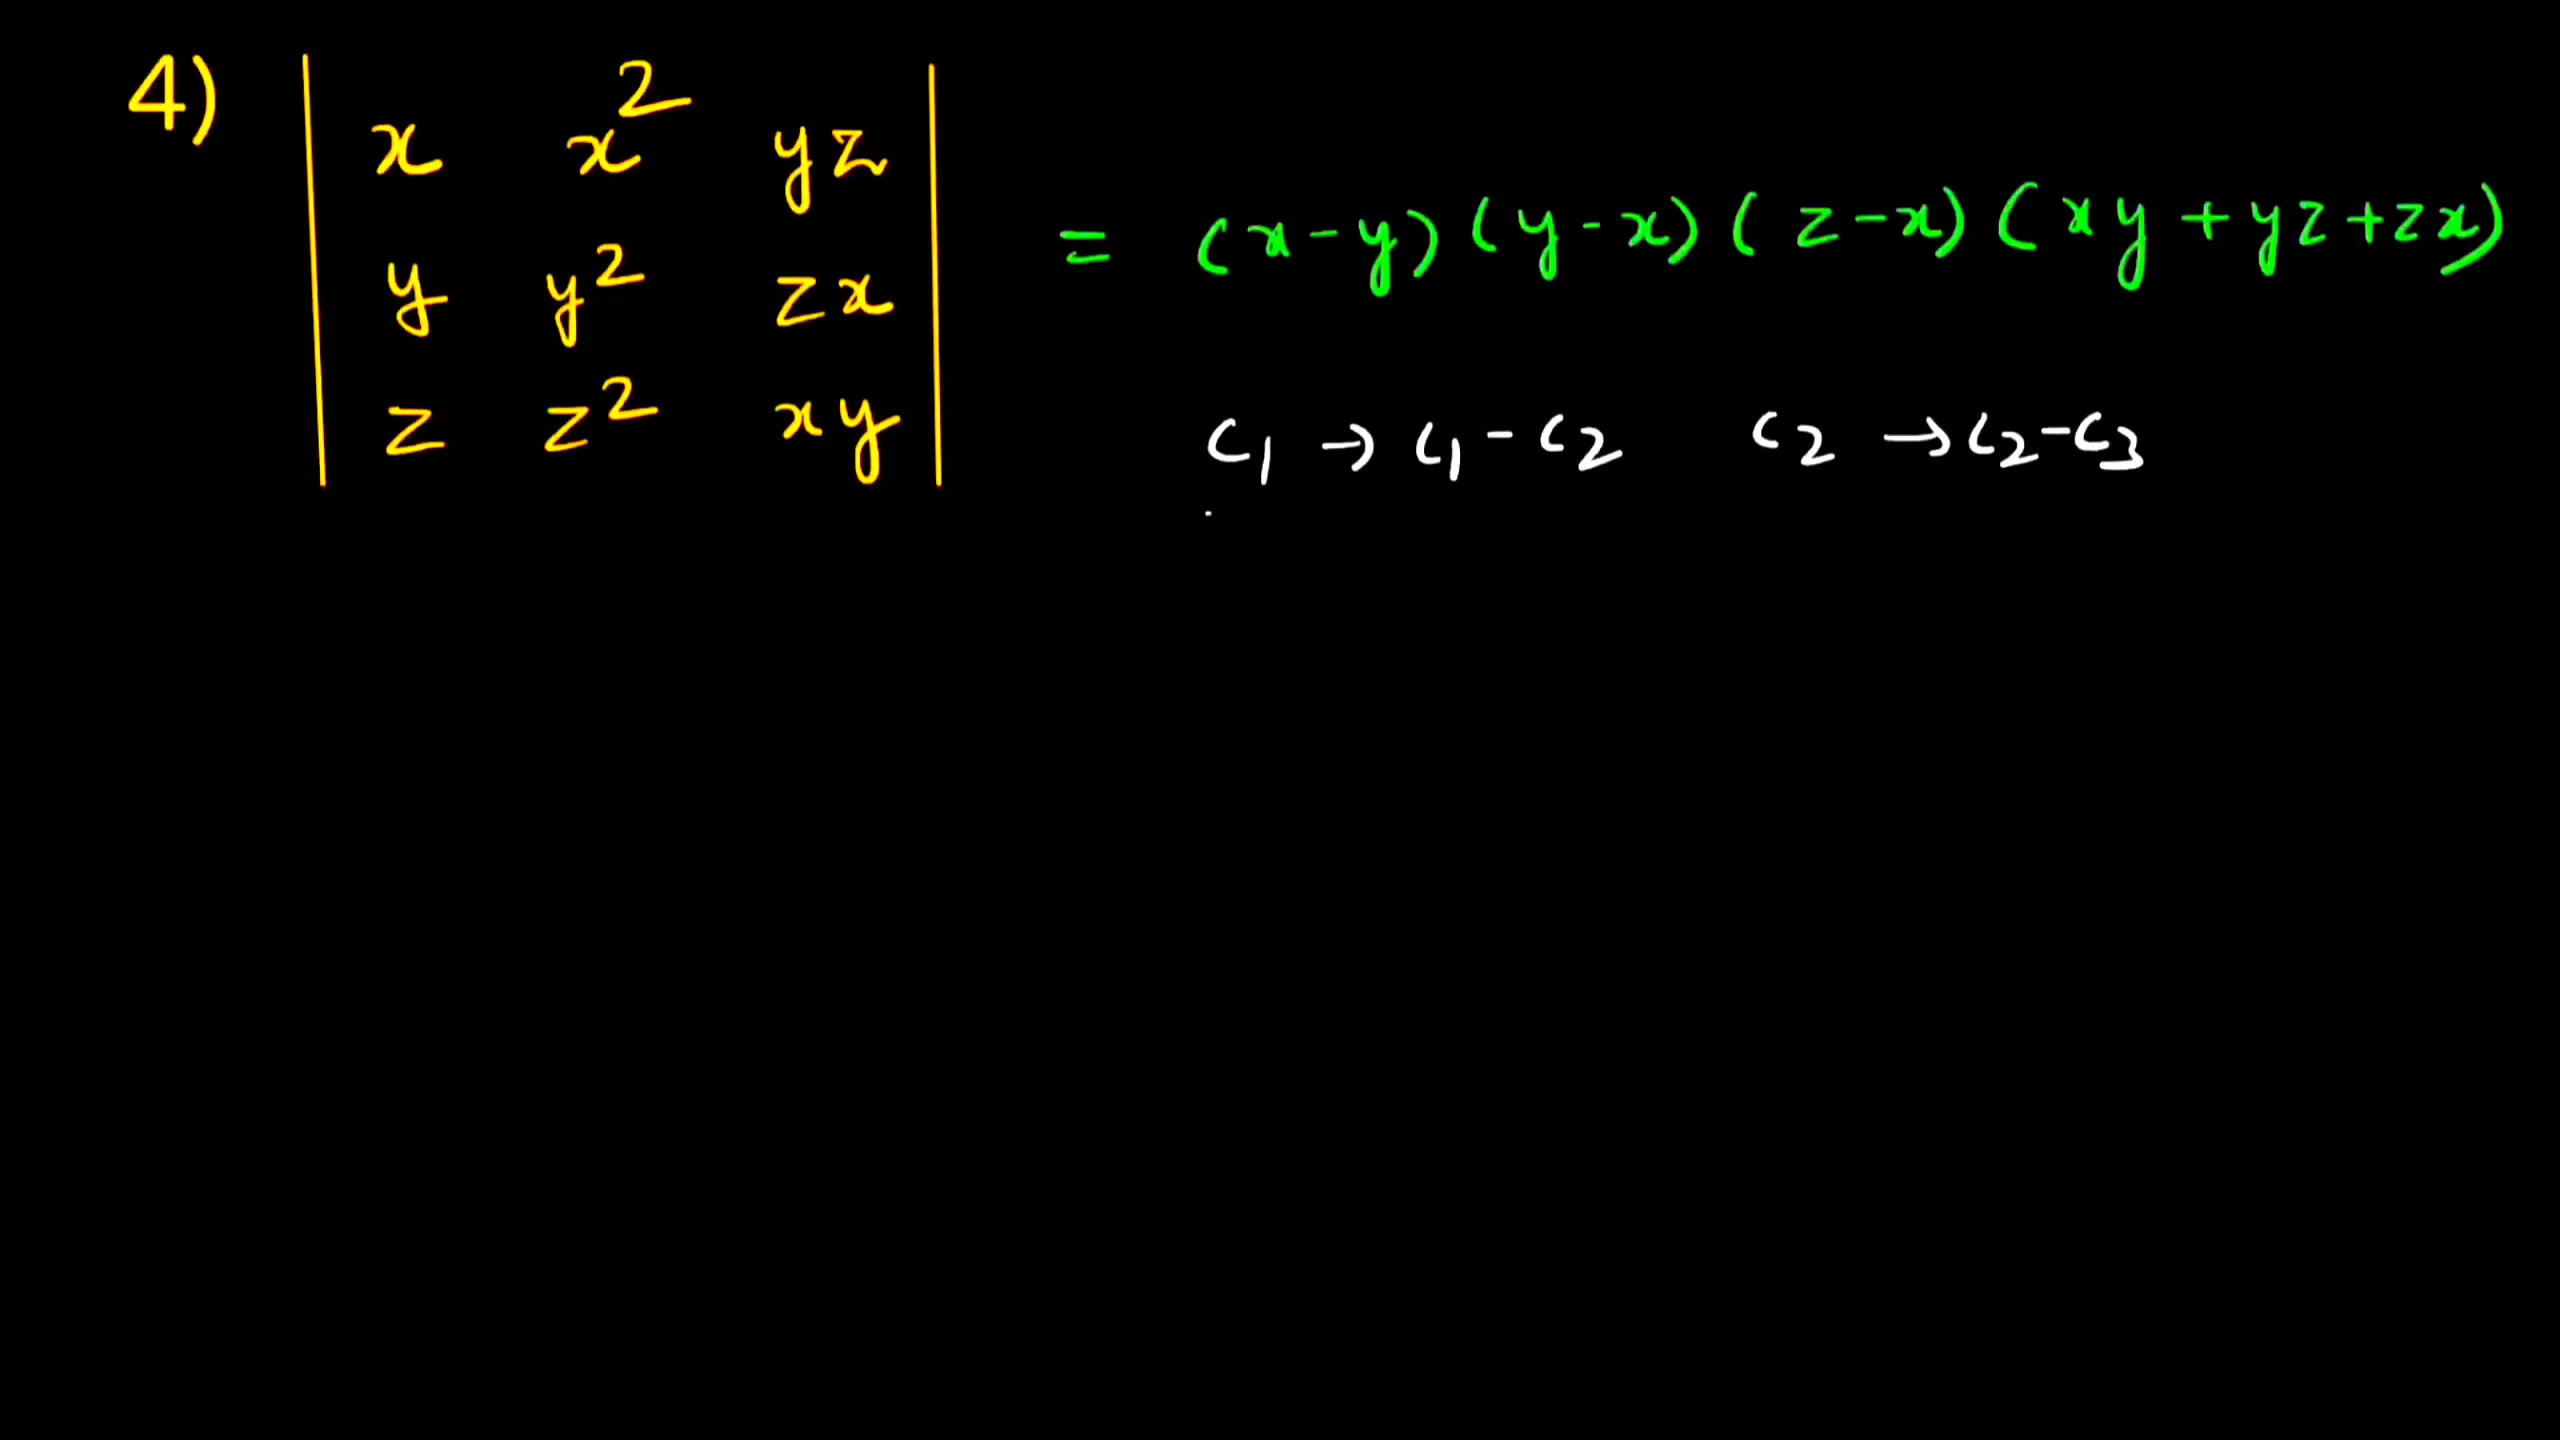 4) | x x² yz |
| y y² zx | = (x-y)(y-x)(z-x)(xy+yz+zx)
| z z² xy |
C1 → C1-C2 C2 → C2-C3